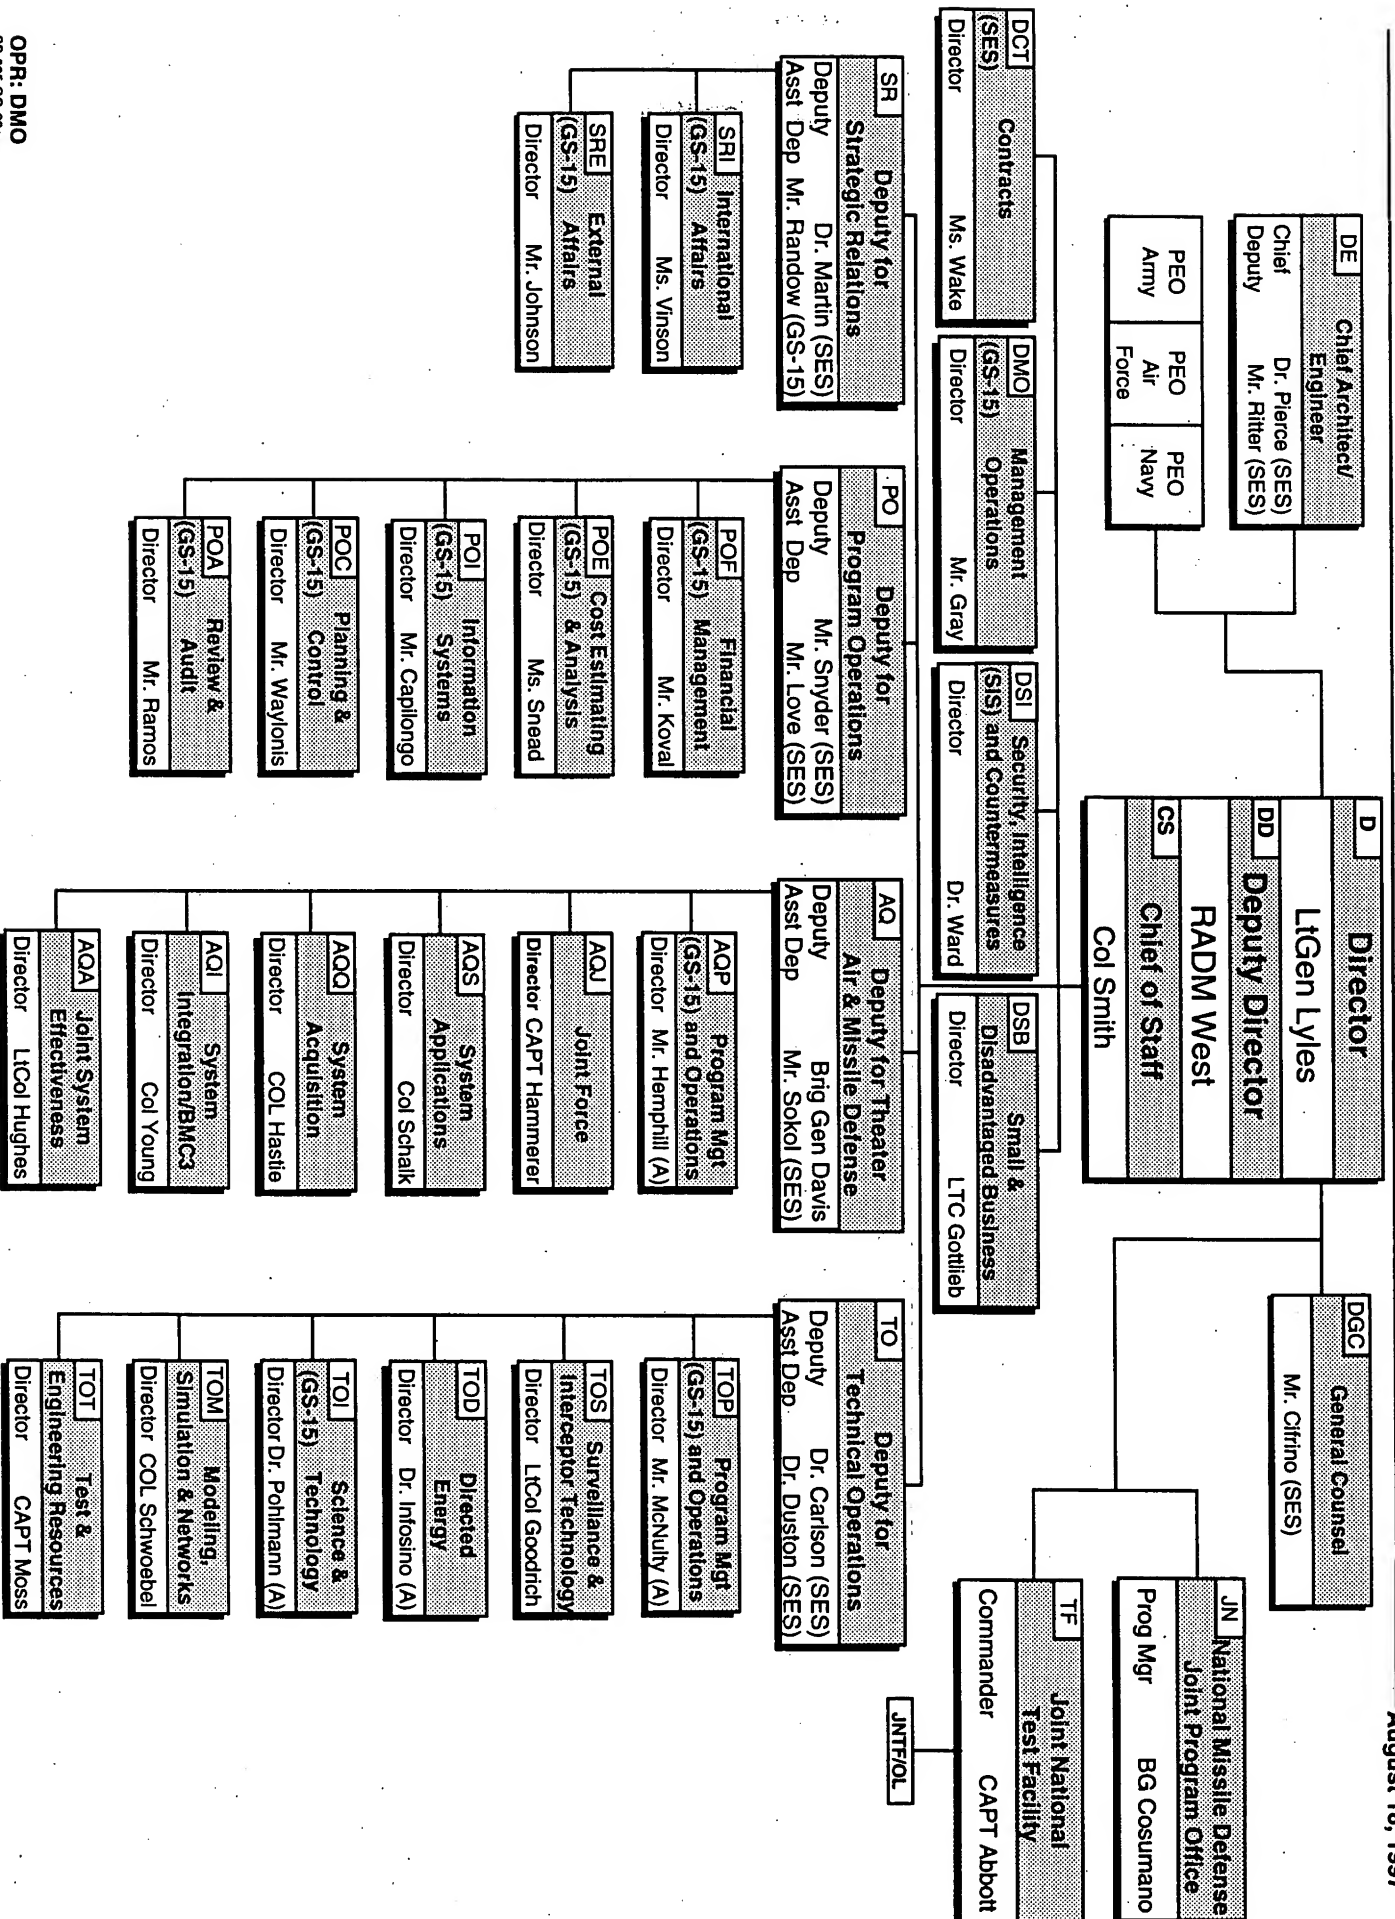 August 18, 1997
D
Director
LtGen Lyles
DD
Deputy Director
RADM West
CS
Chief of Staff
Col Smith
DE
Chief Architect/
Engineer
Chief Dr. Pierce (SES)
Deputy Mr. Ritter (SES)
PEO
Army
PEO
Air
Force
PEO
Navy
DGC
General Counsel
Mr. Cifrino (SES)
JN
National Missile Defense
Joint Program Office
Prog Mgr BG Cosumano
TF
Joint National
Test Facility
Commander CAPT Abbott
JNTF/OL
DCT
Contracts
(SES)
Director Ms. Wake
DMO
Management
(GS-15) Operations
Director Mr. Gray
DSI
Security, Intelligence
(SIS) and Countermeasures
Director Dr. Ward
DSB
Small &
Disadvantaged Business
Director LTC Gottlieb
SR
Deputy for
Strategic Relations
Deputy Dr. Martin (SES)
Asst Dep Mr. Randow (GS-15)
SRI
International
(GS-15) Affairs
Director Ms. Vinson
SRE
External
(GS-15) Affairs
Director Mr. Johnson
PO
Deputy for
Program Operations
Deputy Mr. Snyder (SES)
Asst Dep Mr. Love (SES)
POF
Financial
(GS-15) Management
Director Mr. Koval
POE
Cost Estimating
(GS-15) & Analysis
Director Ms. Snead
POI
Information
(GS-15) Systems
Director Mr. Capilongo
POC
Planning &
(GS-15) Control
Director Mr. Waylonis
POA
Review &
(GS-15) Audit
Director Mr. Ramos
AQ
Deputy for Theater
Air & Missile Defense
Deputy Brig Gen Davis
Asst Dep Mr. Sokol (SES)
AQP
Program Mgt
(GS-15) and Operations
Director Mr. Hemphill (A)
AQJ
Joint Force
Director CAPT Hammerer
AQS
System
Applications
Director Col Schalk
AQQ
System
Acquisition
Director COL Hastie
AQI
System
Integration/BMC3
Director Col Young
AQA
Joint System
Effectiveness
Director LtCol Hughes
TO
Deputy for
Technical Operations
Deputy Dr. Carlson (SES)
Asst Dep Dr. Duston (SES)
TOP
Program Mgt
(GS-15) and Operations
Director Mr. McNulty (A)
TOS
Surveillance &
Interceptor Technology
Director LtCol Goodrich
TOD
Directed
Energy
Director Dr. Infosino (A)
TOI
Science &
(GS-15) Technology
Director Dr. Pohlmann (A)
TOM
Modeling,
Simulation & Networks
Director COL Schwoebel
TOT
Test &
Engineering Resources
Director CAPT Moss
OPR: DMO